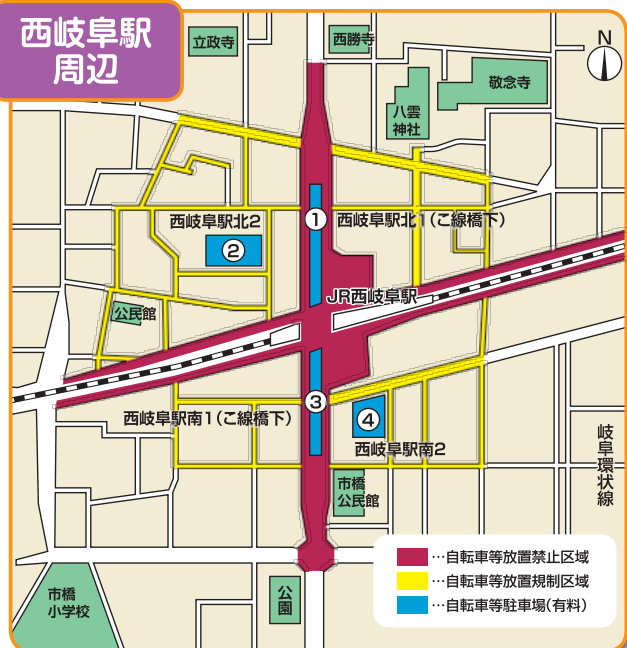 西岐阜駅
周辺
立政寺
西勝寺
N
敬念寺
八雲
神社
西岐阜駅北2
①
西岐阜駅北1(こ線橋下)
②
JR西岐阜駅
公民館
③
西岐阜駅南1(こ線橋下)
④
西岐阜駅南2
岐阜環状線
市橋
公民館
…自転車等放置禁止区域
…自転車等放置規制区域
…自転車等駐車場(有料)
市橋
小学校
公園